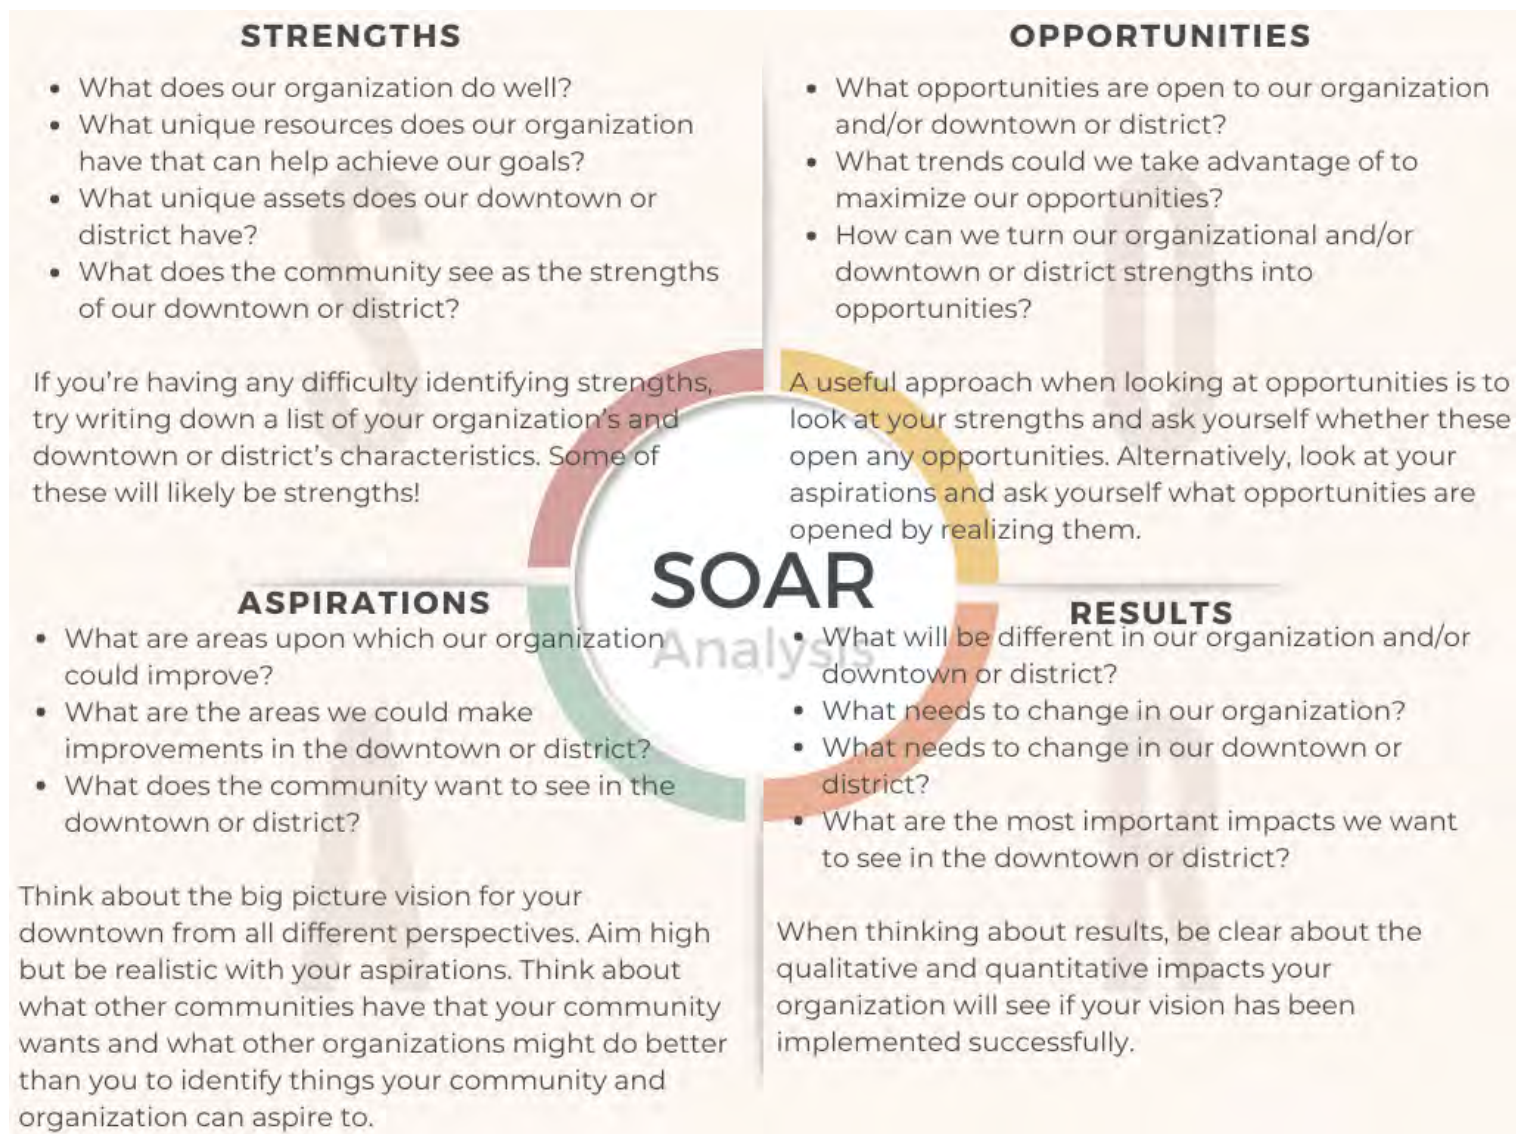 STRENGTHS
• What does our organization do well?
• What unique resources does our organization
have that can help achieve our goals?
• What unique assets does our downtown or
district have?
• What does the community see as the strengths
of our downtown or district?
If you're having any difficulty identifying strengths,
try writing down a list of your organization's and
downtown or district's characteristics. Some of
these will likely be strengths!
OPPORTUNITIES
• What opportunities are open to our organization
and/or downtown or district?
• What trends could we take advantage of to
maximize our opportunities?
• How can we turn our organizational and/or
downtown or district strengths into
opportunities?
A useful approach when looking at opportunities is to
look at your strengths and ask yourself whether these
open any opportunities. Alternatively, look at your
aspirations and ask yourself what opportunities are
opened by realizing them.
SOAR
Analysis
ASPIRATIONS
• What are areas upon which our organization
could improve?
• What are the areas we could make
improvements in the downtown or district?
• What does the community want to see in the
downtown or district?
Think about the big picture vision for your
downtown from all different perspectives. Aim high
but be realistic with your aspirations. Think about
what other communities have that your community
wants and what other organizations might do better
than you to identify things your community and
organization can aspire to.
RESULTS
• What will be different in our organization and/or
downtown or district?
• What needs to change in our organization?
• What needs to change in our downtown or
district?
• What are the most important impacts we want
to see in the downtown or district?
When thinking about results, be clear about the
qualitative and quantitative impacts your
organization will see if your vision has been
implemented successfully.
S
O
A
R